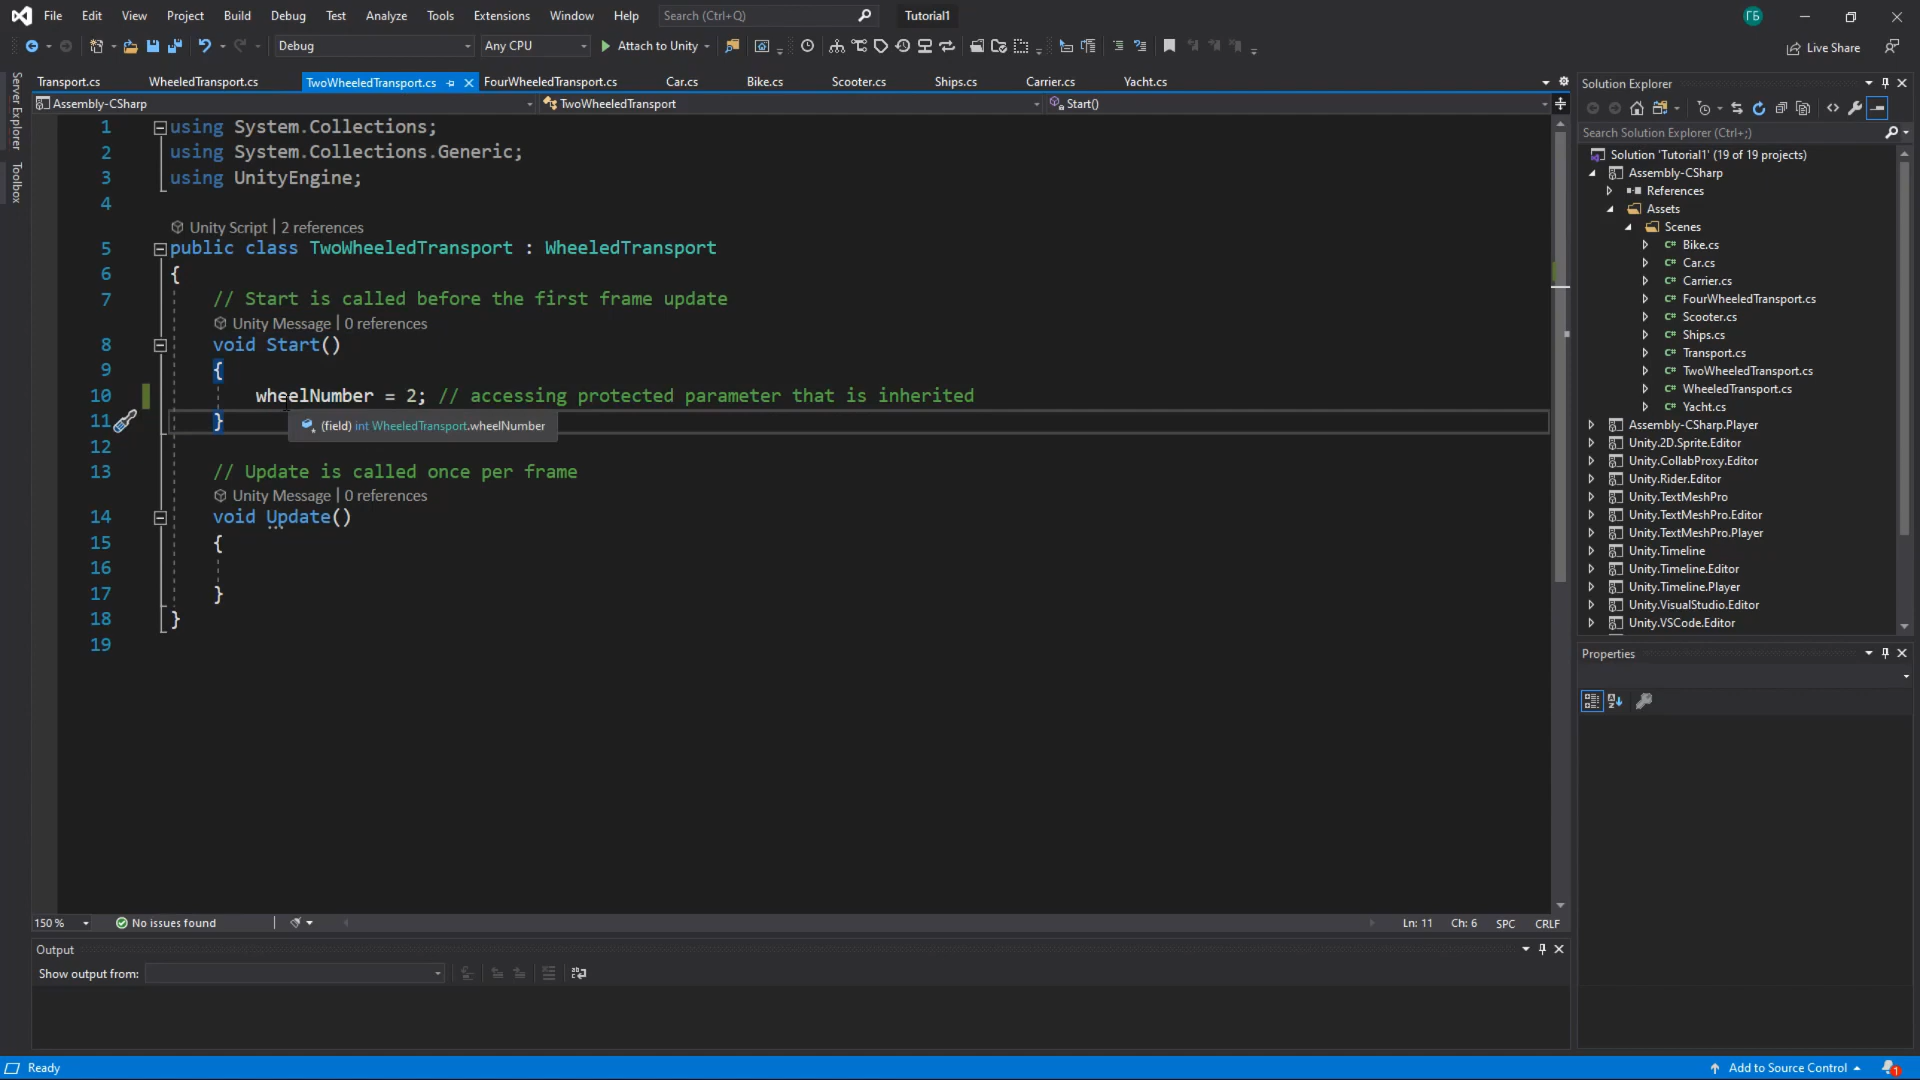 File Edit View Project Build Debug Test Analyze Tools Extensions Window Help Search (Ctrl+Q) Tutorial1 ГБ
Debug Any CPU Attach to Unity Live Share
Server Explorer
Toolbox
Transport.cs WheeledTransport.cs TwoWheeledTransport.cs FourWheeledTransport.cs Car.cs Bike.cs Scooter.cs Ships.cs Carrier.cs Yacht.cs
Assembly-CSharp TwoWheeledTransport Start()
1 using System.Collections;
2 using System.Collections.Generic;
3 using UnityEngine;
4
Unity Script | 2 references
5 public class TwoWheeledTransport : WheeledTransport
6 {
7 // Start is called before the first frame update
Unity Message | 0 references
8 void Start()
9 {
10 wheelNumber = 2; // accessing protected parameter that is inherited
11 }
(field) int WheeledTransport.wheelNumber
12
13 // Update is called once per frame
Unity Message | 0 references
14 void Update()
15 {
16
17 }
18 }
19
150 % No issues found Ln: 11 Ch: 6 SPC CRLF
Output
Show output from:
Solution Explorer
Search Solution Explorer (Ctrl+;)
Solution 'Tutorial1' (19 of 19 projects)
Assembly-CSharp
References
Assets
Scenes
C# Bike.cs
C# Car.cs
C# Carrier.cs
C# FourWheeledTransport.cs
C# Scooter.cs
C# Ships.cs
C# Transport.cs
C# TwoWheeledTransport.cs
C# WheeledTransport.cs
C# Yacht.cs
Assembly-CSharp.Player
Unity.2D.Sprite.Editor
Unity.CollabProxy.Editor
Unity.Rider.Editor
Unity.TextMeshPro
Unity.TextMeshPro.Editor
Unity.TextMeshPro.Player
Unity.Timeline
Unity.Timeline.Editor
Unity.Timeline.Player
Unity.VisualStudio.Editor
Unity.VSCode.Editor
Properties
Ready Add to Source Control 1